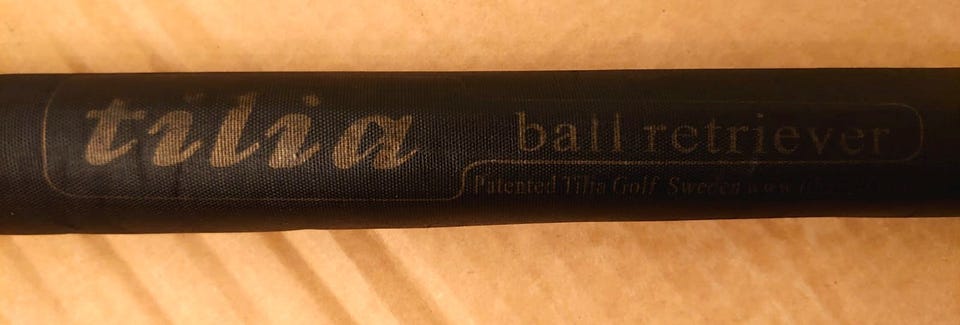 tilia
ball retriever
Patented Tilia Golf Sweden